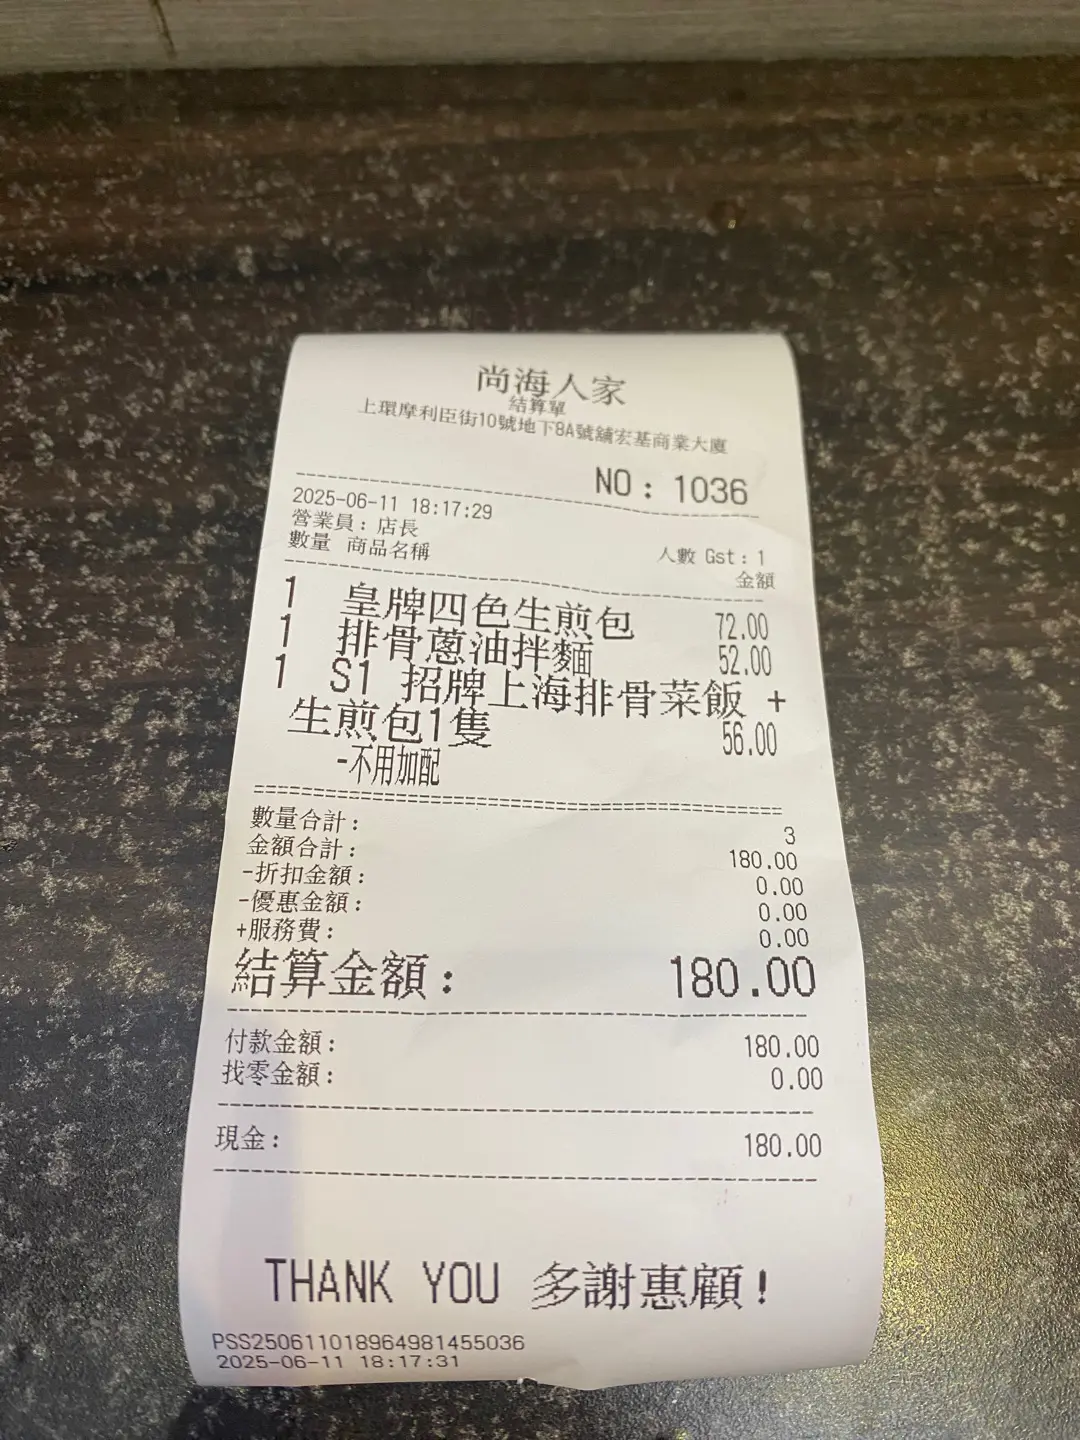 尚海人家
結算單
上環摩利臣街10號地下8A號舖宏基商業大廈
NO: 1036
2025-06-11 18:17:29
營業員: 店長
人數 Gst: 1
數量 商品名稱 金額
1 皇牌四色生煎包 72.00
1 排骨蔥油拌麵 52.00
1 S1 招牌上海排骨菜飯 +
生煎包1隻 56.00
-不用加配
數量合計: 3
金額合計: 180.00
-折扣金額: 0.00
-優惠金額: 0.00
+服務費: 0.00
結算金額: 180.00
付款金額: 180.00
找零金額: 0.00
現金: 180.00
THANK YOU 多謝惠顧!
PSS2506110189649814550​36
2025-06-11 18:17:31